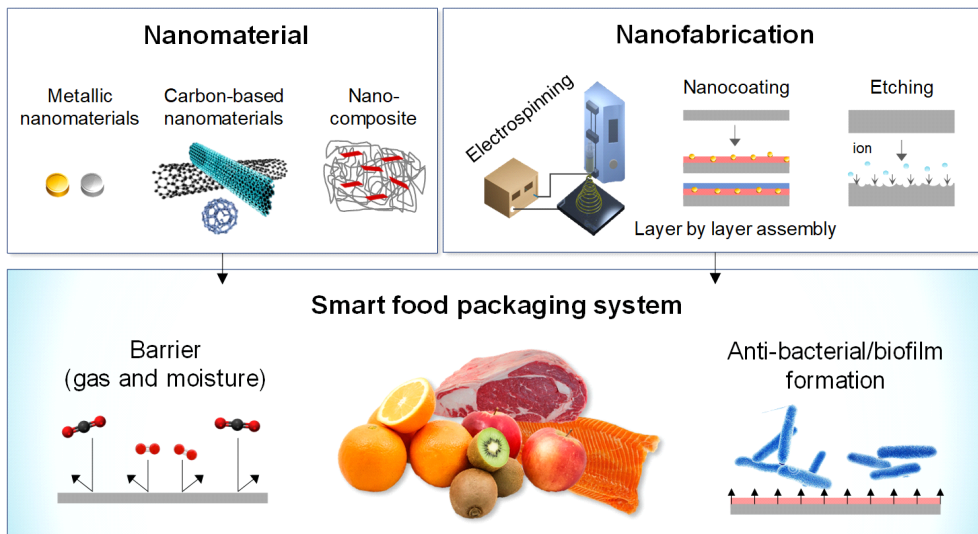 Nanomaterial
Metallic
nanomaterials
Carbon-based
nanomaterials
Nano-
composite
Nanofabrication
Electrospinning
Nanocoating
Layer by layer assembly
Etching
ion
Smart food packaging system
Barrier
(gas and moisture)
Anti-bacterial/biofilm
formation